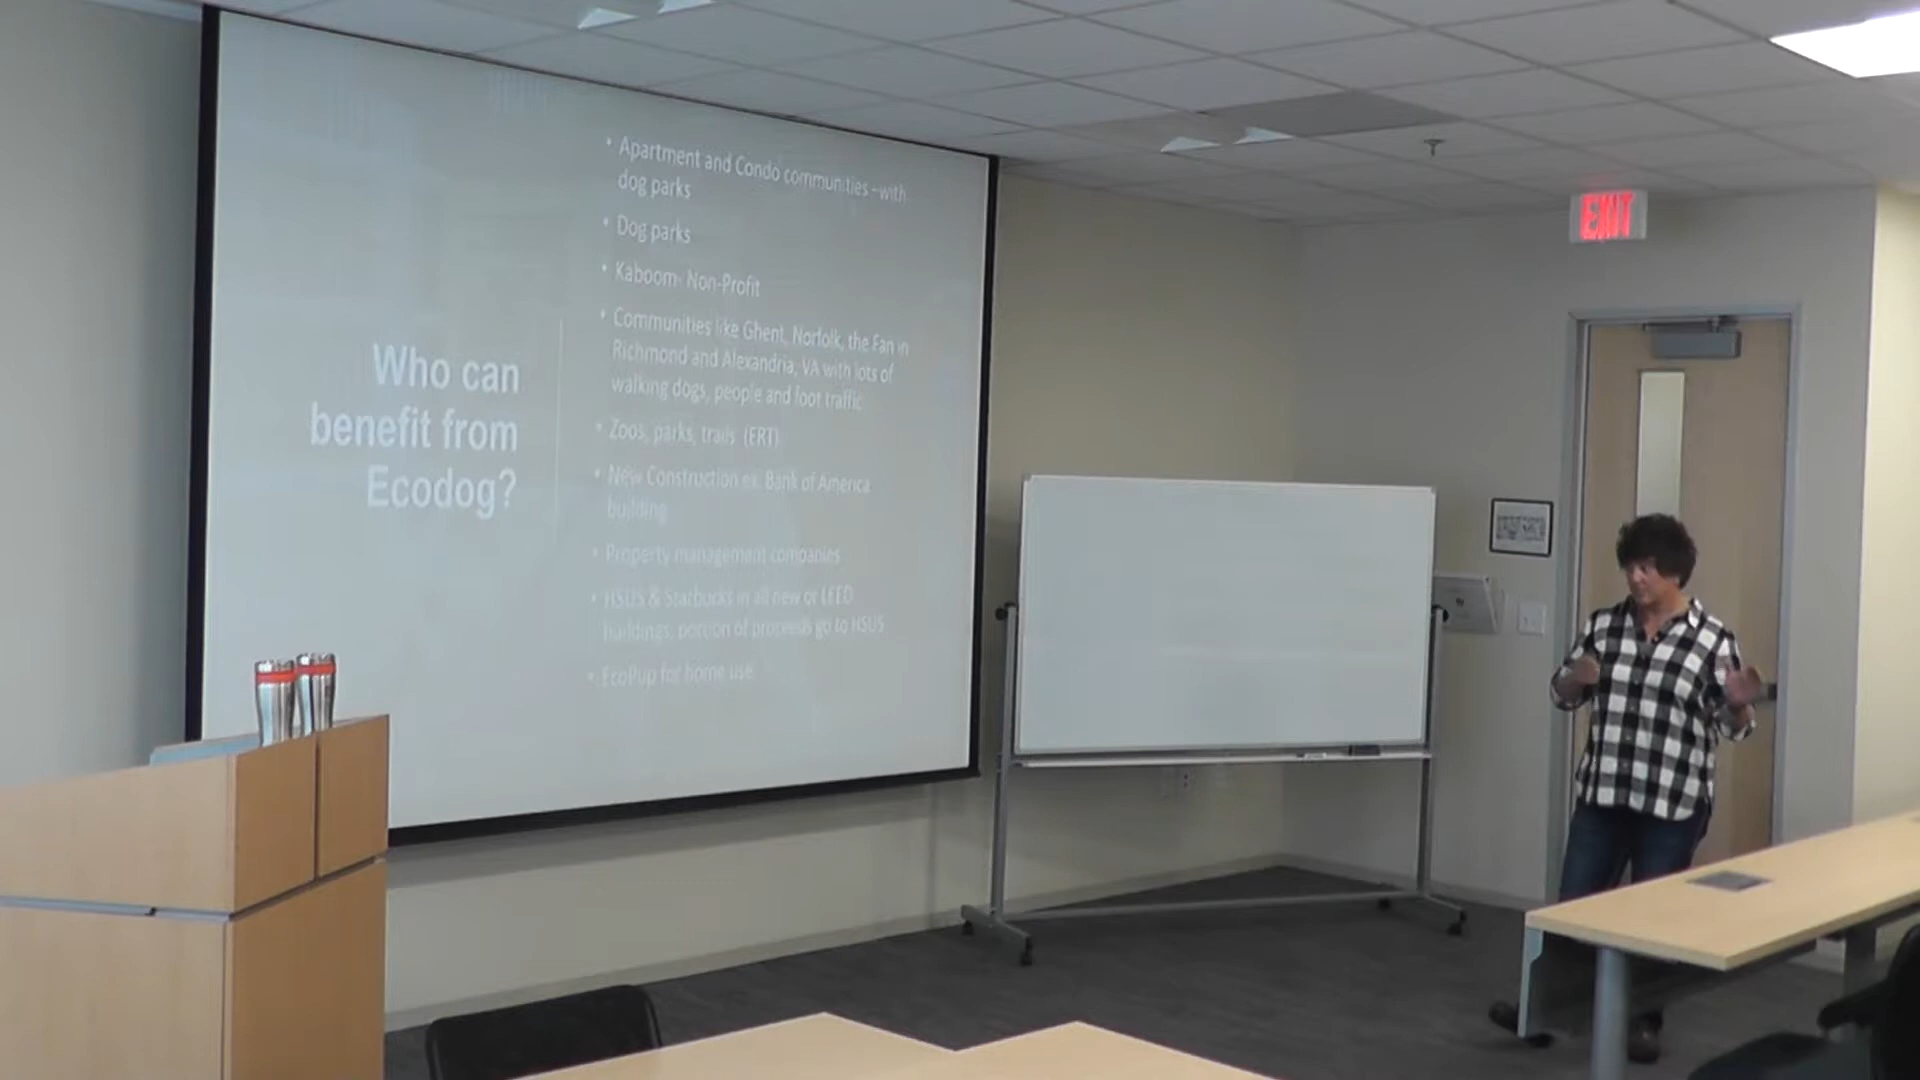 Who can
benefit from
Ecodog?
• Apartment and Condo communities –with
dog parks
• Dog parks
• Kaboom- Non-Profit
• Communities like Ghent, Norfolk, the Fan in
Richmond and Alexandria, VA with lots of
walking dogs, people and foot traffic
• Zoos, parks, trails (ERT)
• New Construction ex. Bank of America
building
• Property management companies
• HSUS & Starbucks in all new or LEED
buildings, portion of proceeds go to HSUS
• EcoPup for home use
EXIT